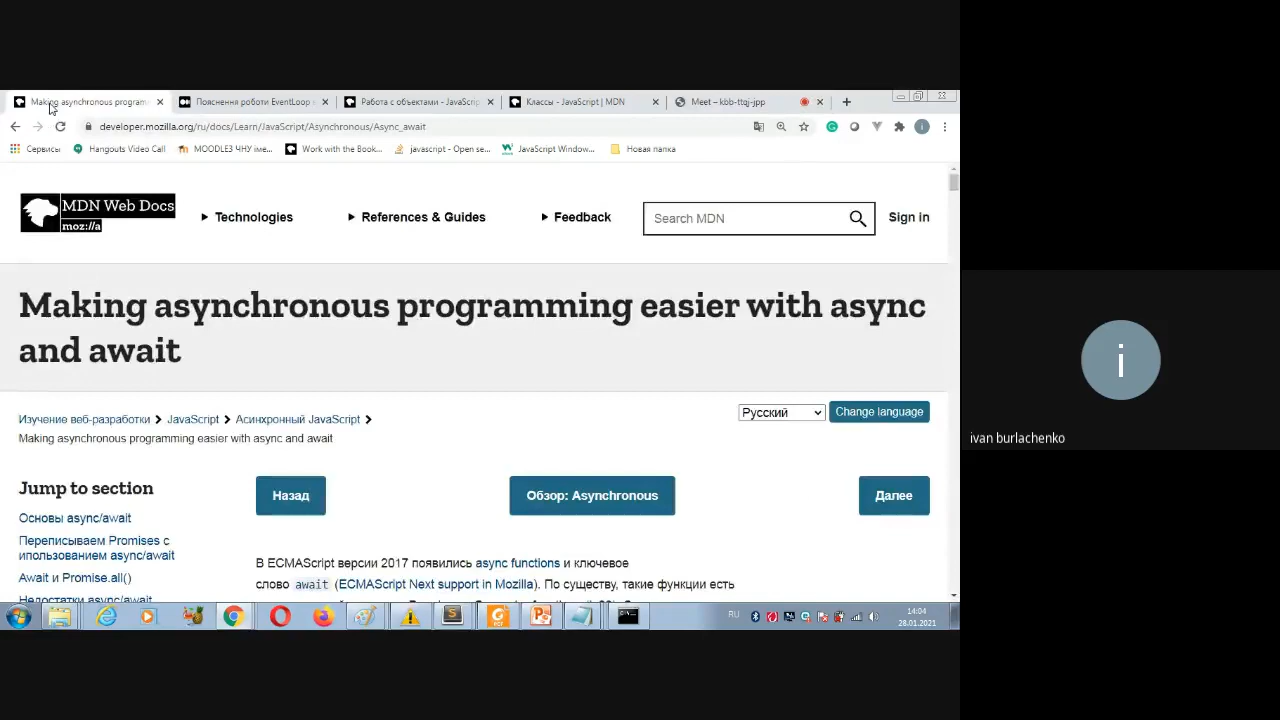 Making asynchronous program
Пояснення роботи EventLoop
Работа с объектами - JavaScrip
Классы - JavaScript | MDN
Meet – kbb-ttqj-jpp
developer.mozilla.org/ru/docs/Learn/JavaScript/Asynchronous/Async_await
i
Сервисы
Hangouts Video Call
MOODLE3 ЧНУ іме...
Work with the Book...
javascript - Open se...
JavaScript Window...
Новая папка
MDN Web Docs
moz://a
Technologies
References & Guides
Feedback
Search MDN
Sign in
Making asynchronous programming easier with async
and await
Изучение веб-разработки
JavaScript
Асинхронный JavaScript
Making asynchronous programming easier with async and await
Русский
Change language
Jump to section
Основы async/await
Переписываем Promises с
ипользованием async/await
Await и Promise.all()
Недостатки async/await
Назад
Обзор: Asynchronous
Далее
В ECMAScript версии 2017 появились async functions и ключевое
слово await (ECMAScript Next support in Mozilla). По существу, такие функции есть
RU
14:04
28.01.2021
i
ivan burlachenko